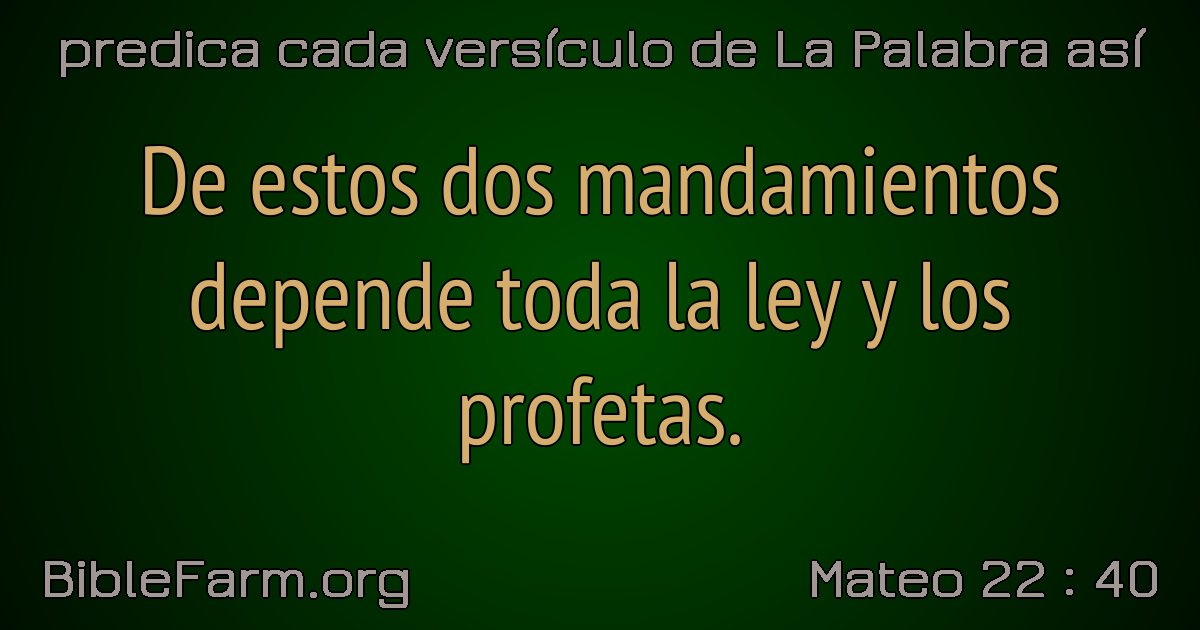 predica cada versículo de La Palabra así
De estos dos mandamientos
depende toda la ley y los
profetas.
BibleFarm.org
Mateo 22 : 40